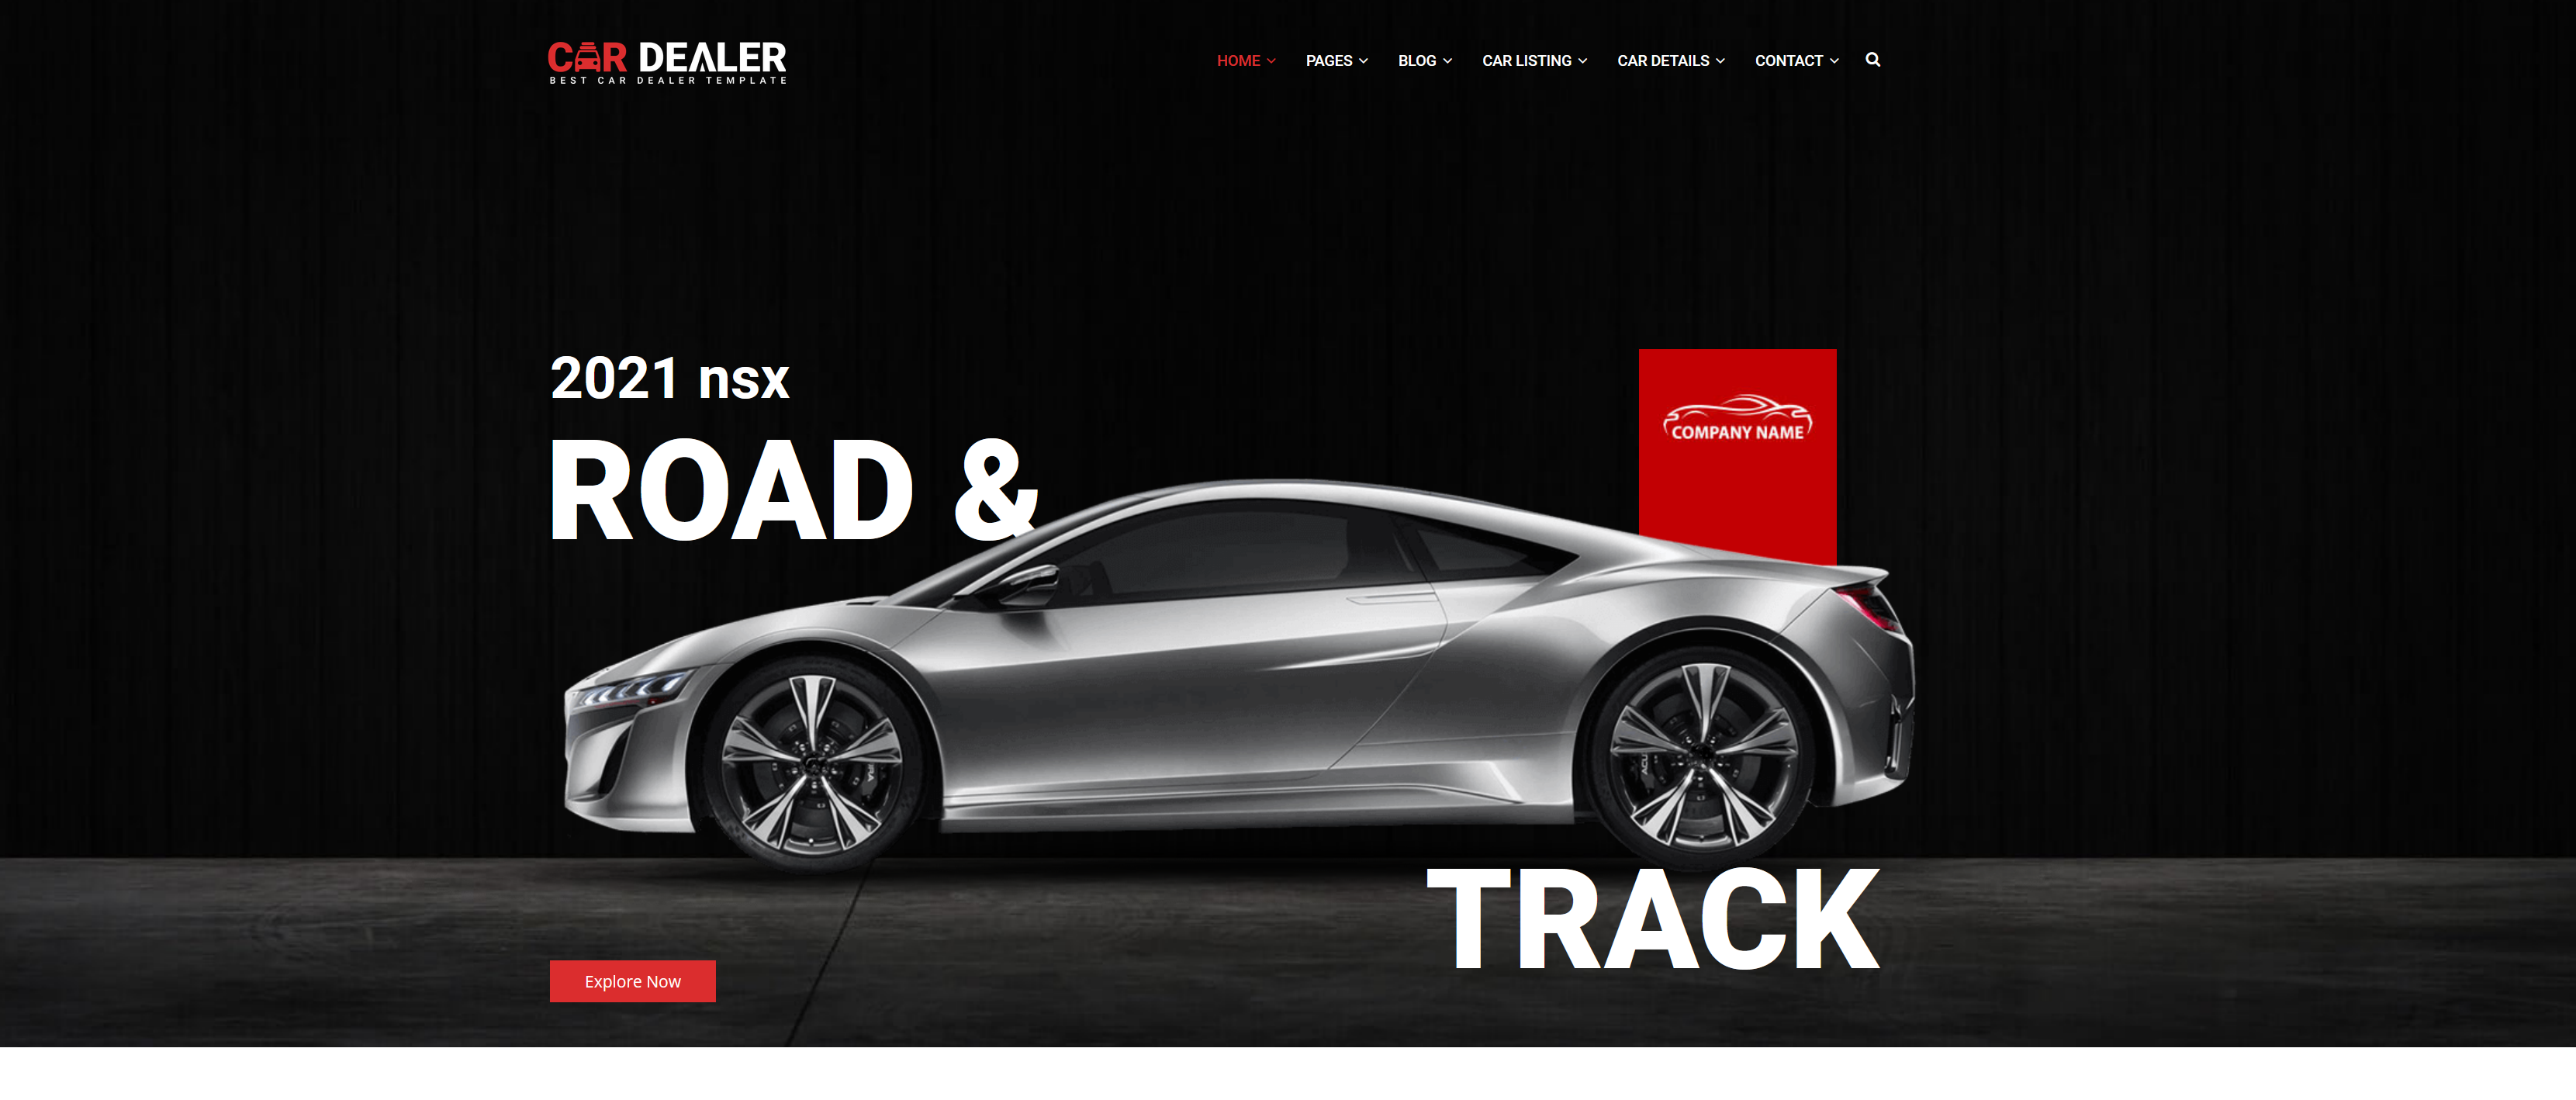 CAR DEALER
BEST CAR DEALER TEMPLATE
HOME PAGES BLOG CAR LISTING CAR DETAILS CONTACT
2021 nsx
COMPANY NAME
ROAD &
TRACK
Explore Now